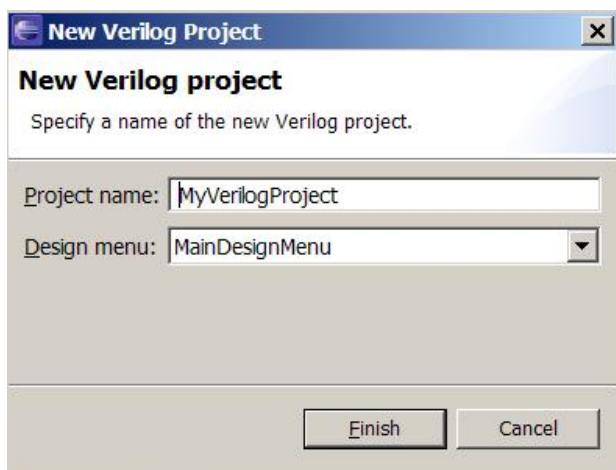 New Verilog Project
New Verilog project
Specify a name of the new Verilog project.
Project name: MyVerilogProject
Design menu: MainDesignMenu
Finish Cancel